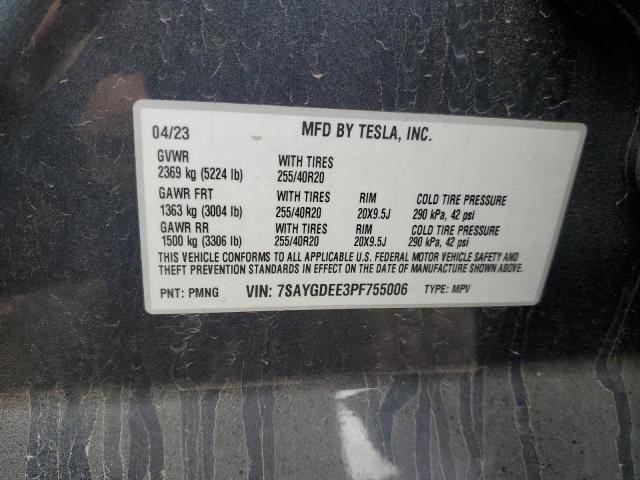 04/23 MFD BY TESLA, INC.
GVWR WITH TIRES
2369 kg (5224 lb) 255/40R20
GAWR FRT WITH TIRES RIM COLD TIRE PRESSURE
1363 kg (3004 lb) 255/40R20 20X9.5J 290 kPa, 42 psi
GAWR RR WITH TIRES RIM COLD TIRE PRESSURE
1500 kg (3306 lb) 255/40R20 20X9.5J 290 kPa, 42 psi
THIS VEHICLE CONFORMS TO ALL APPLICABLE U.S. FEDERAL MOTOR VEHICLE SAFETY AND
THEFT PREVENTION STANDARDS IN EFFECT ON THE DATE OF MANUFACTURE SHOWN ABOVE.
PNT: PMNG VIN: 7SAYGDEE3PF755006 TYPE: MPV